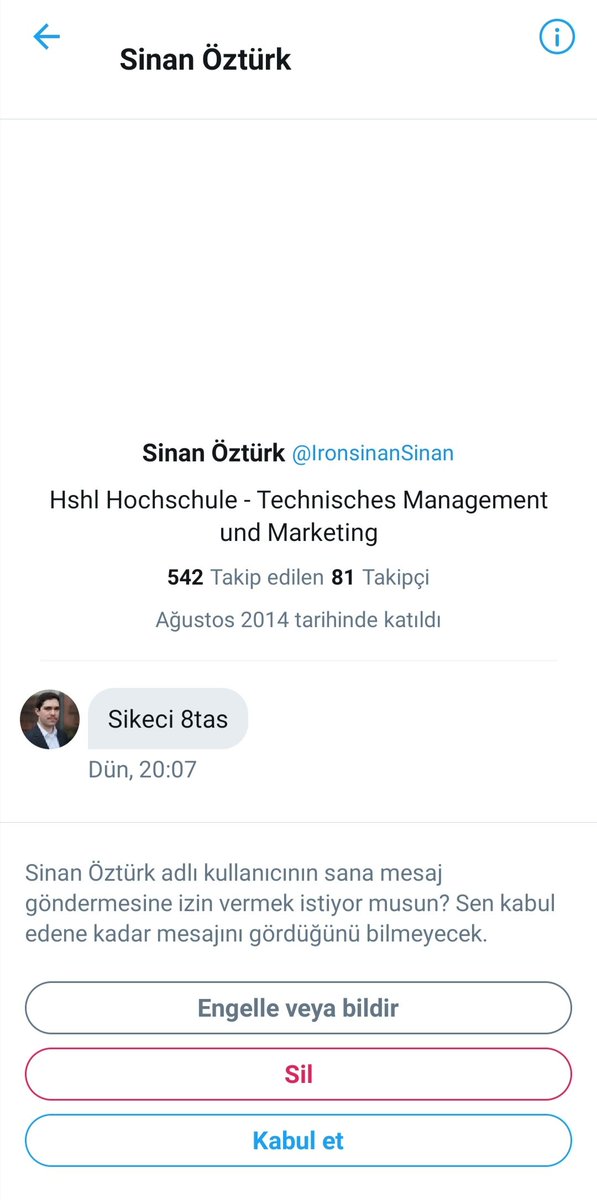 Sinan Öztürk
Sinan Öztürk @IronsinanSinan
Hshl Hochschule - Technisches Management
und Marketing
542 Takip edilen 81 Takipçi
Ağustos 2014 tarihinde katıldı
Sikeci 8tas
Dün, 20:07
Sinan Öztürk adlı kullanıcının sana mesaj
göndermesine izin vermek istiyor musun? Sen kabul
edene kadar mesajını gördüğünü bilmeyecek.
Engelle veya bildir
Sil
Kabul et